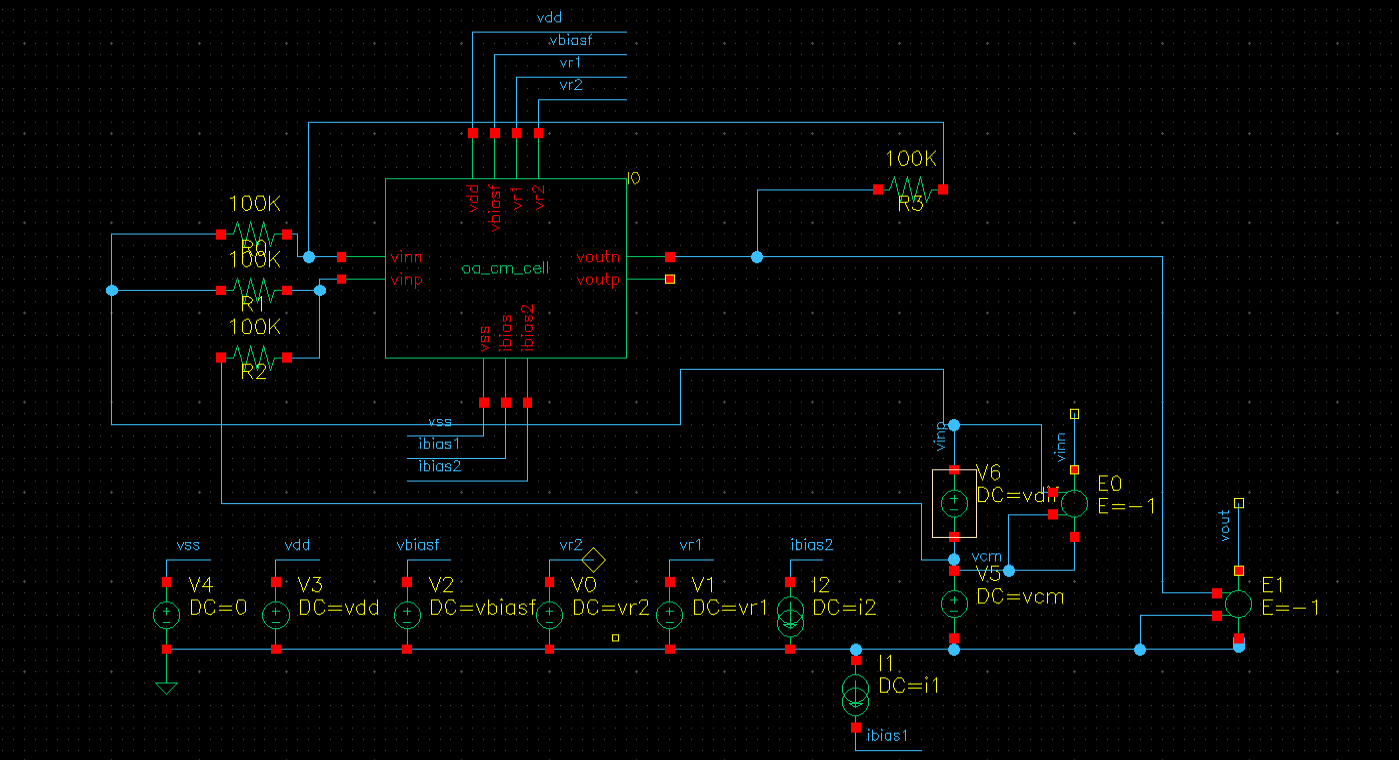 vdd
vbiasf
vr1
vr2
100K
R3
I0
vdd
vbiasf
vr1
vr2
100K
R0
vinn
voutn
oa_cm_cell
100K
R1
vinp
voutp
100K
R2
vss
ibias
ibias2
vss
ibias1
ibias2
vinp
vinn
V6
DC=vdif
E0
E=-1
vout
vss
vdd
vbiasf
vr2
vr1
ibias2
vcm
V4
DC=0
V3
DC=vdd
V2
DC=vbiasf
V0
DC=vr2
V1
DC=vr1
I2
DC=i2
V5
DC=vcm
E1
E=-1
I1
DC=i1
ibias1